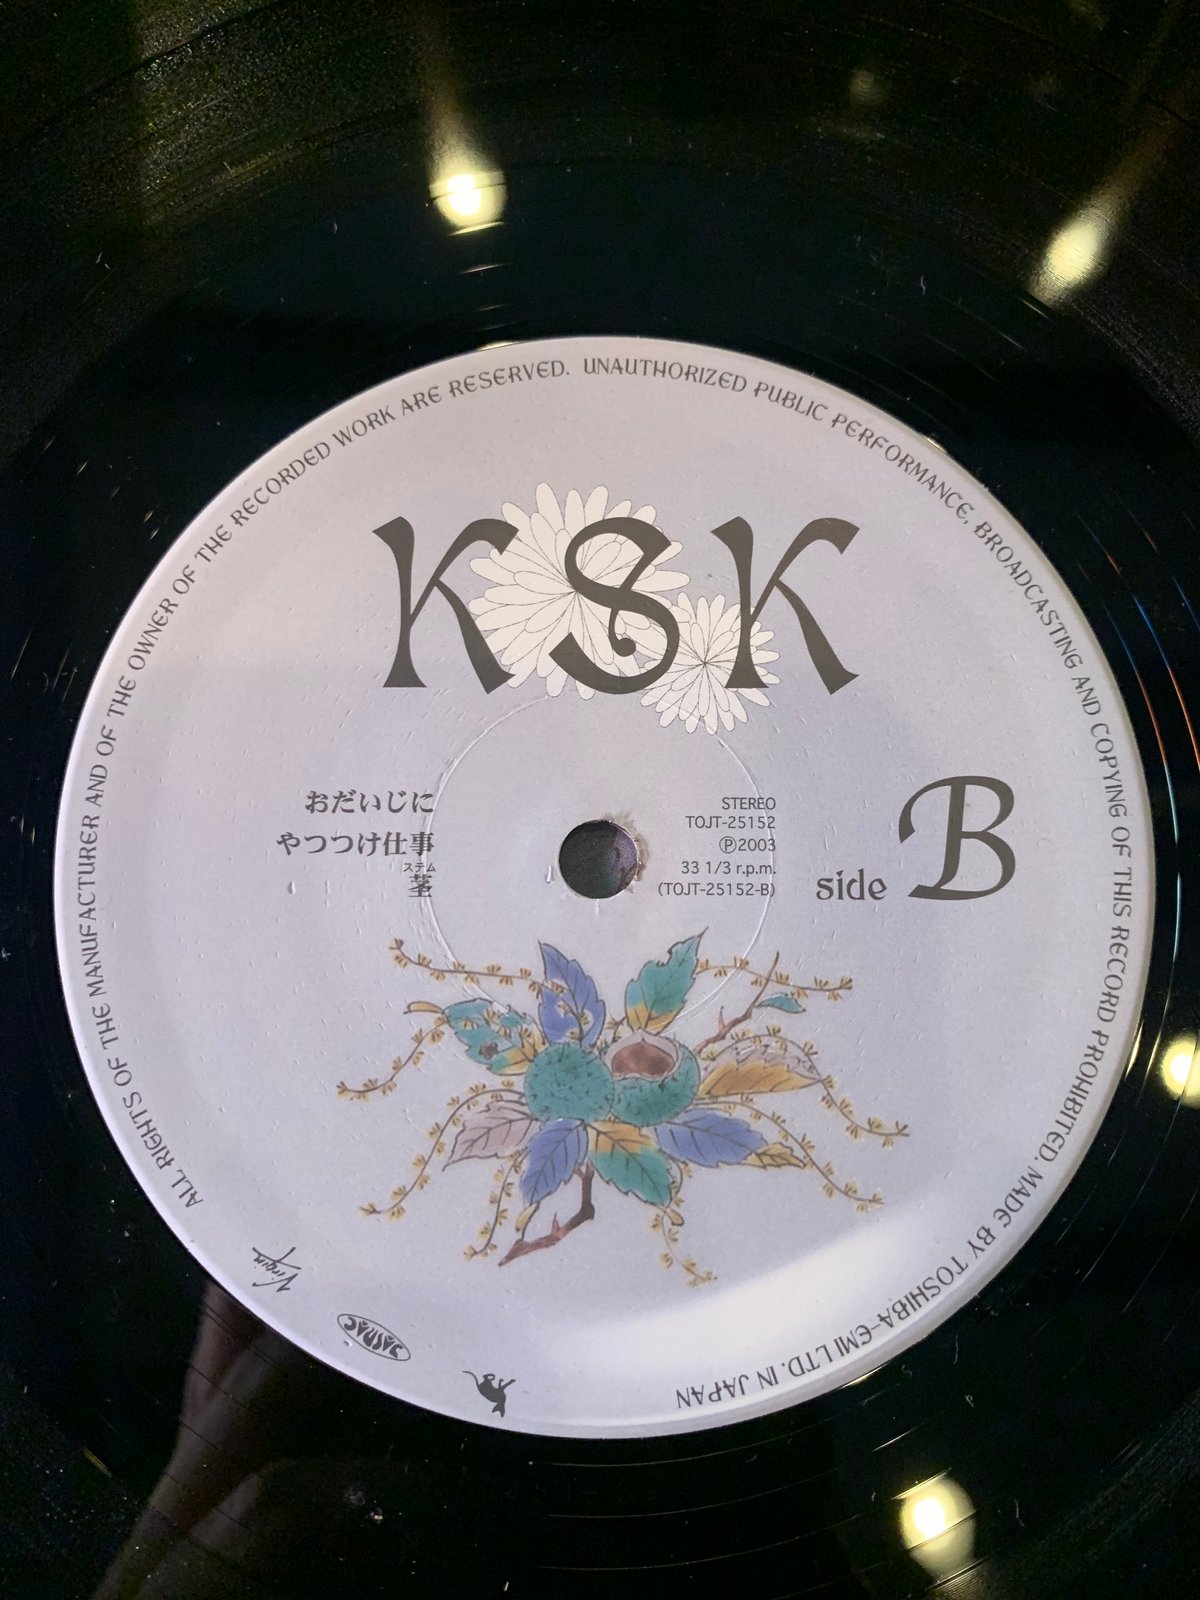 KSK
おだいじに
やつつけ仕事
ステム
茎
STEREO
TOJT-25152
Ⓟ2003
33 1/3 r.p.m.
(TOJT-25152-B)
side B
ALL RIGHTS OF THE MANUFACTURER AND OF THE OWNER OF THE RECORDED WORK ARE RESERVED. UNAUTHORIZED PUBLIC PERFORMANCE, BROADCASTING AND COPYING OF THIS RECORD PROHIBITED. MADE BY TOSHIBA-EMI LTD. IN JAPAN
Virgin
JASRAC